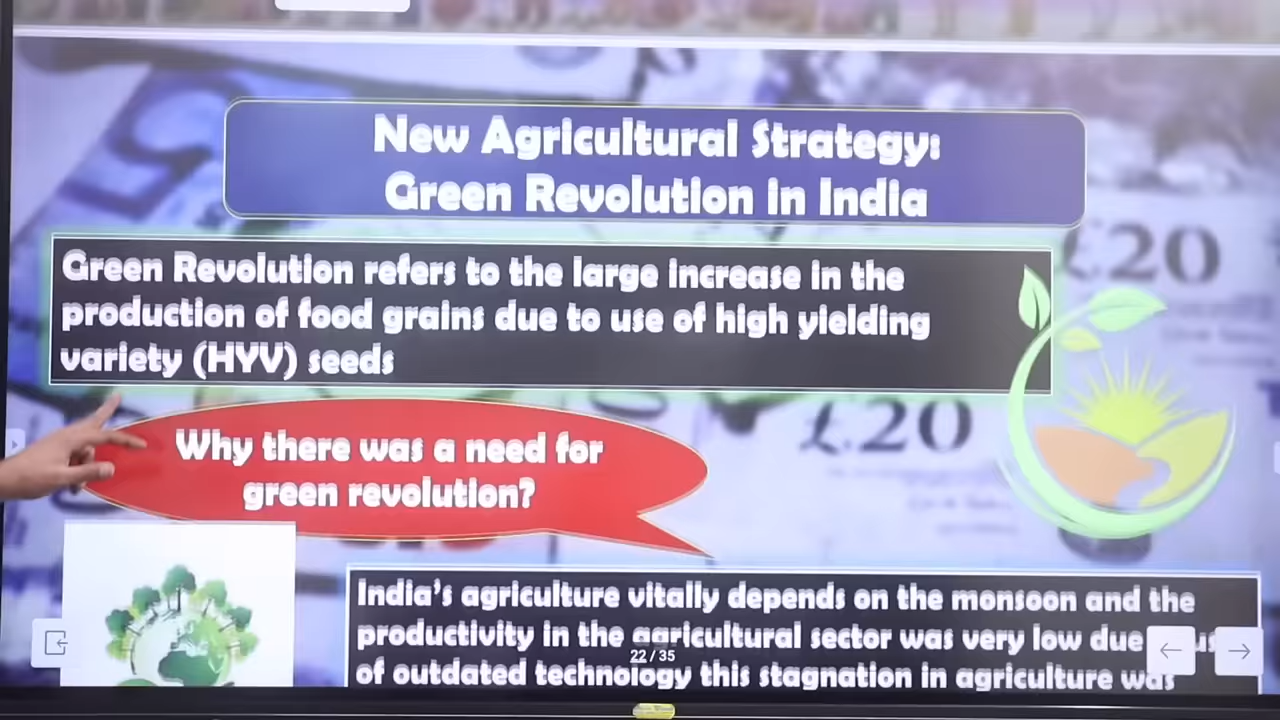 New Agricultural Strategy:
Green Revolution in India
£20
Green Revolution refers to the large increase in the
production of food grains due to use of high yielding
variety (HYV) seeds
£20
Why there was a need for
green revolution?
India's agriculture vitally depends on the monsoon and the
productivity in the agricultural sector was very low due
22 / 35
of outdated technology this stagnation in agriculture was